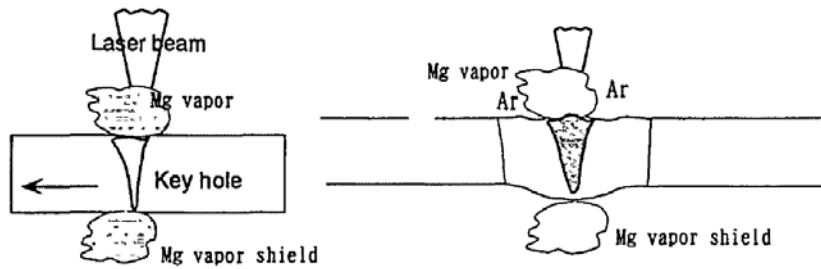 Laser beam
Mg vapor
Key hole
Mg vapor shield
Mg vapor
Ar
Ar
Mg vapor shield